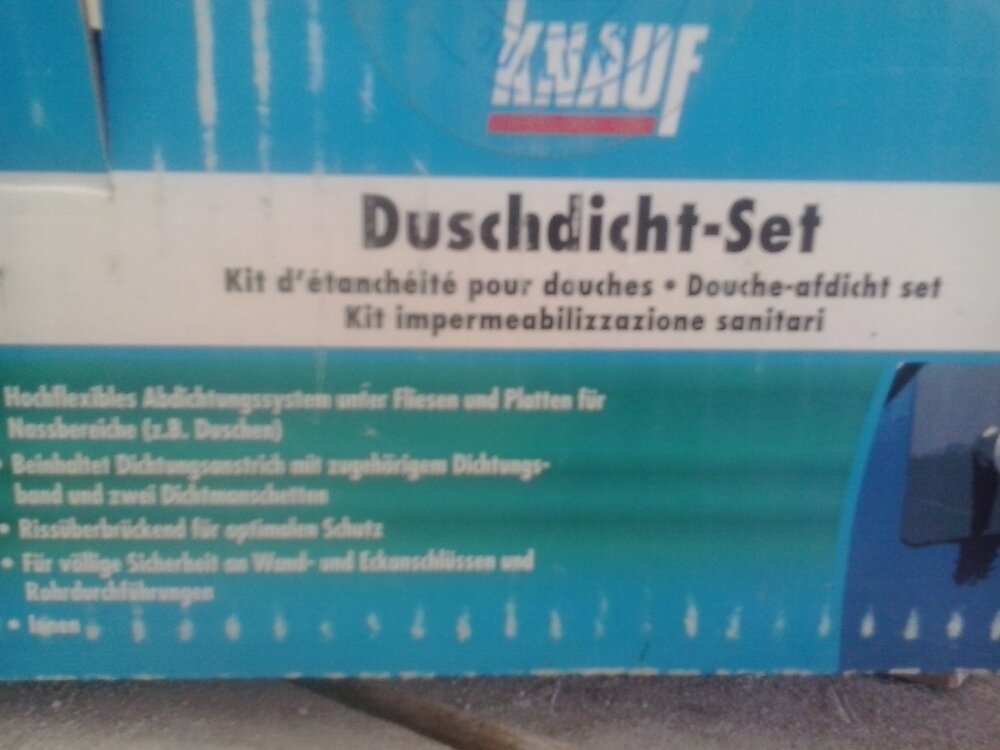 KNAUF
Duschdicht-Set
Kit d'étanchéité pour douches • Douche-afdicht set
Kit impermeabilizzazione sanitari
Hochflexibles Abdichtungssystem unter Fliesen und Platten für
Nassbereiche (z.B. Duschen)
• Beinhaltet Dichtungsanstrich mit zugehörigem Dichtungs-
band und zwei Dichtmanschetten
• Rissüberbrückend für optimalen Schutz
• Für völlige Sicherheit an Wand- und Eckanschlüssen und
Rohrdurchführungen
• Innen